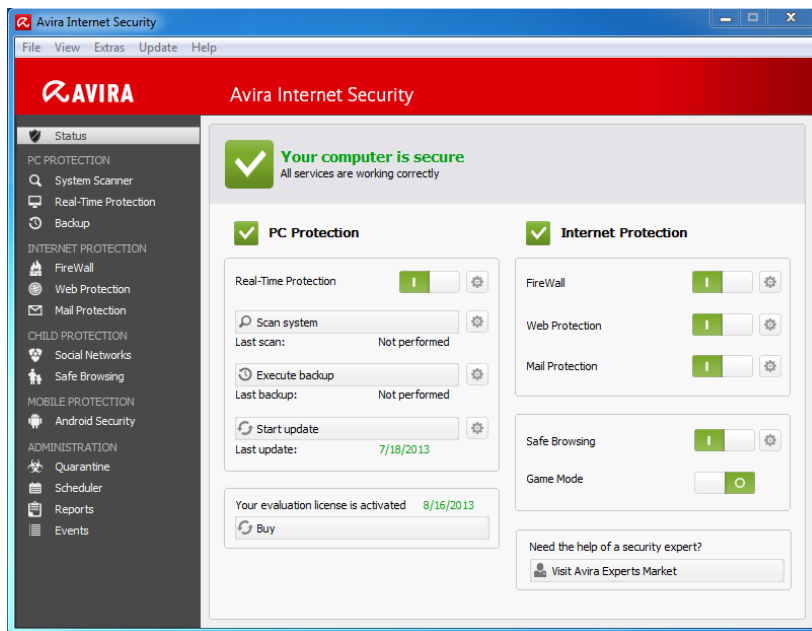 Avira Internet Security
File View Extras Update Help
AVIRA
Avira Internet Security
Status
PC PROTECTION
System Scanner
Real-Time Protection
Backup
INTERNET PROTECTION
FireWall
Web Protection
Mail Protection
CHILD PROTECTION
Social Networks
Safe Browsing
MOBILE PROTECTION
Android Security
ADMINISTRATION
Quarantine
Scheduler
Reports
Events
Your computer is secure
All services are working correctly
PC Protection
Real-Time Protection
Scan system
Last scan: Not performed
Execute backup
Last backup: Not performed
Start update
Last update: 7/18/2013
Your evaluation license is activated 8/16/2013
Buy
Internet Protection
FireWall
Web Protection
Mail Protection
Safe Browsing
Game Mode
Need the help of a security expert?
Visit Avira Experts Market